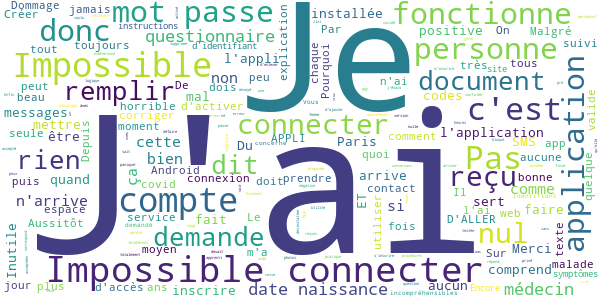 Dommage
jamais
mot passe
Je
installée
fonctionne
Creer
instructions
Par
positive
On
Malgré
donc
questionnaire
explication
chaque
Pourquoi
personne
suivi
tout
toujours
d'identifiant
l'appli
très
site
tous
Impossible
non
peu
n'ai
document
application
peut
remplir
De
mal
d'activer
dois
Vous
codes
c'est
valide
beau
horrible
corriger
messages
moment
connecter
seule
mettre
être
Depuis
APPLI
comment
l'application
SMS
app
rien
cette
dit
Du
concerne
Paris
quoi
Pas
aucune
bien
ça
Android
connexion
doit
prendre
arrive
reçu
bonne
identifiant
puis
quand
covid
contact
Il
comme
n'arrive
compte
J'ai
ET
utiliser
si
sert
espace
l'ai
web
D'ALLER
Aussitôt
service
fait
Le
fois
faire
texte
Inutile
demande
m'a
nul
Sur
Merci
moyen
comprend
malade
Impossible connecter
aucun
médecin
symptômes
jour
plus
d'accès
ans
inscrire
date naissance
Encore
incompréhensibles